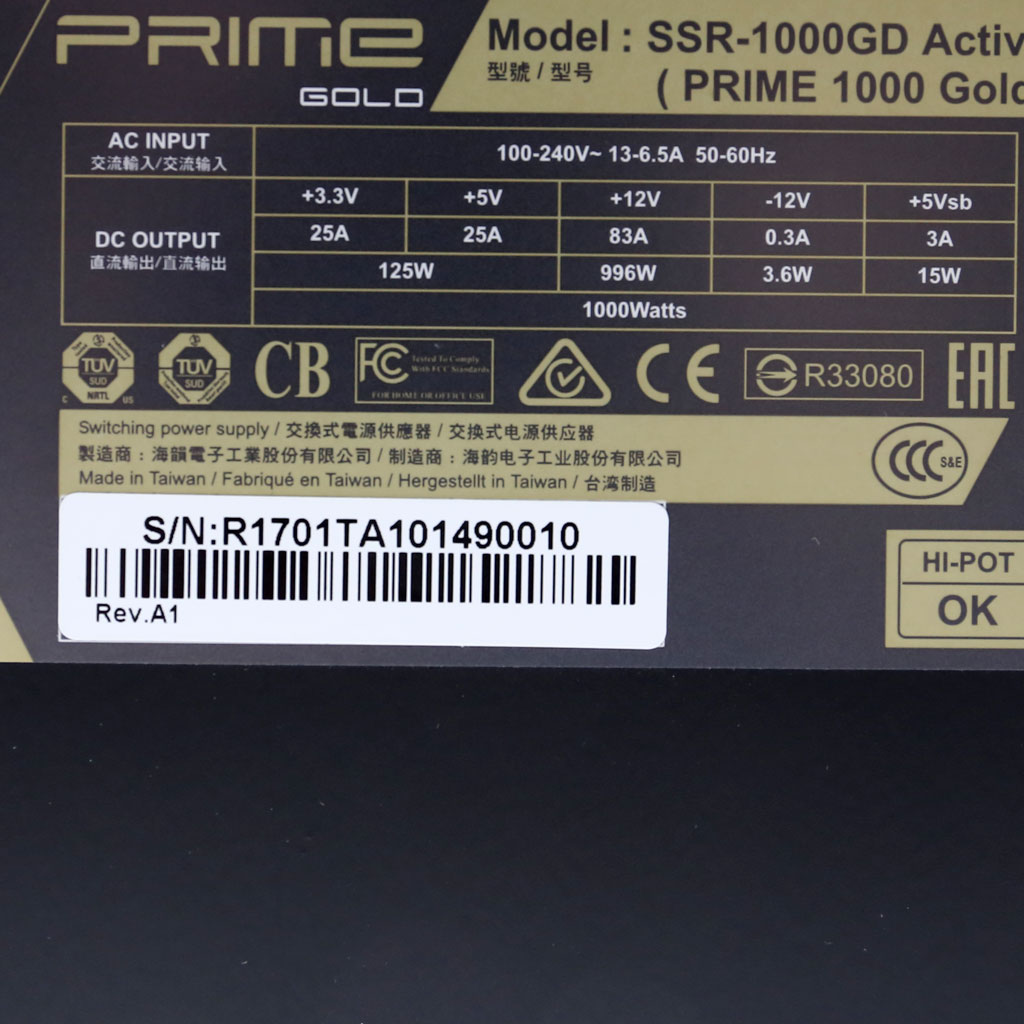 PRIME
GOLD
Model : SSR-1000GD Activ
型號 / 型号
( PRIME 1000 Gold
AC INPUT
交流輸入/交流输入
100-240V~ 13-6.5A 50-60Hz
+3.3V +5V +12V -12V +5Vsb
DC OUTPUT
直流輸出/直流输出
25A 25A 83A 0.3A 3A
125W 996W 3.6W 15W
1000Watts
TUV SUD NRTL C US
TUV SUD
CB
FC Tested To Comply
With FCC Standards
FOR HOME OR OFFICE USE
CE
R33080
EAC
Switching power supply / 交換式電源供應器 / 交換式电源供应器
製造商 : 海韻電子工業股份有限公司 / 制造商 : 海韵电子工业股份有限公司
Made in Taiwan / Fabriqué en Taiwan / Hergestellt in Taiwan / 台湾制造
CCC S&E
S/N:R1701TA101490010
Rev.A1
HI-POT
OK